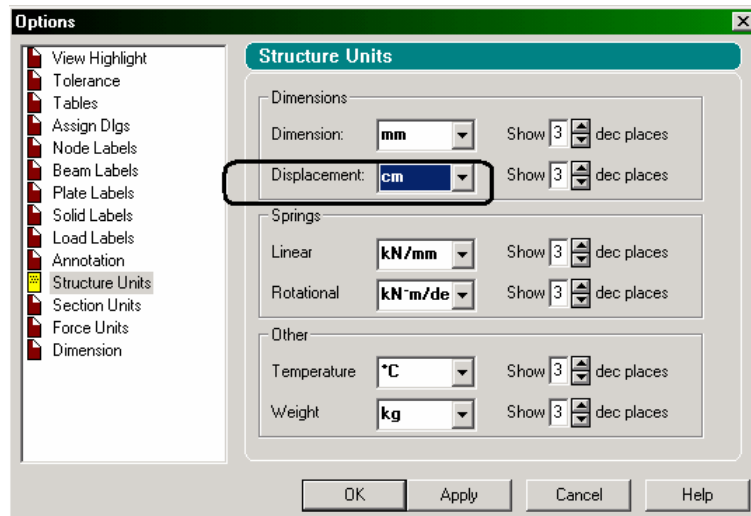 Options
View Highlight
Tolerance
Tables
Assign Dlgs
Node Labels
Beam Labels
Plate Labels
Solid Labels
Load Labels
Annotation
Structure Units
Section Units
Force Units
Dimension
Structure Units
Dimensions
Dimension: mm Show 3 dec places
Displacement: cm Show 3 dec places
Springs
Linear kN/mm Show 3 dec places
Rotational kN-m/de Show 3 dec places
Other
Temperature °C Show 3 dec places
Weight kg Show 3 dec places
OK Apply Cancel Help